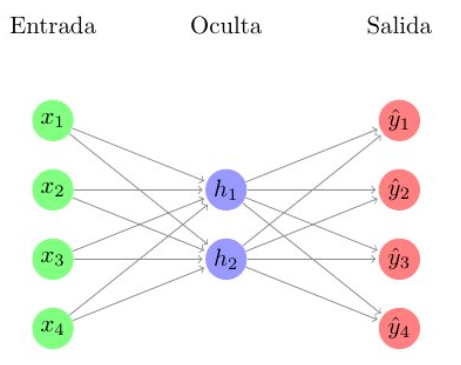 Entrada Oculta Salida
x₁ ŷ₁
x₂ h₁ ŷ₂
x₃ h₂ ŷ₃
x₄ ŷ₄